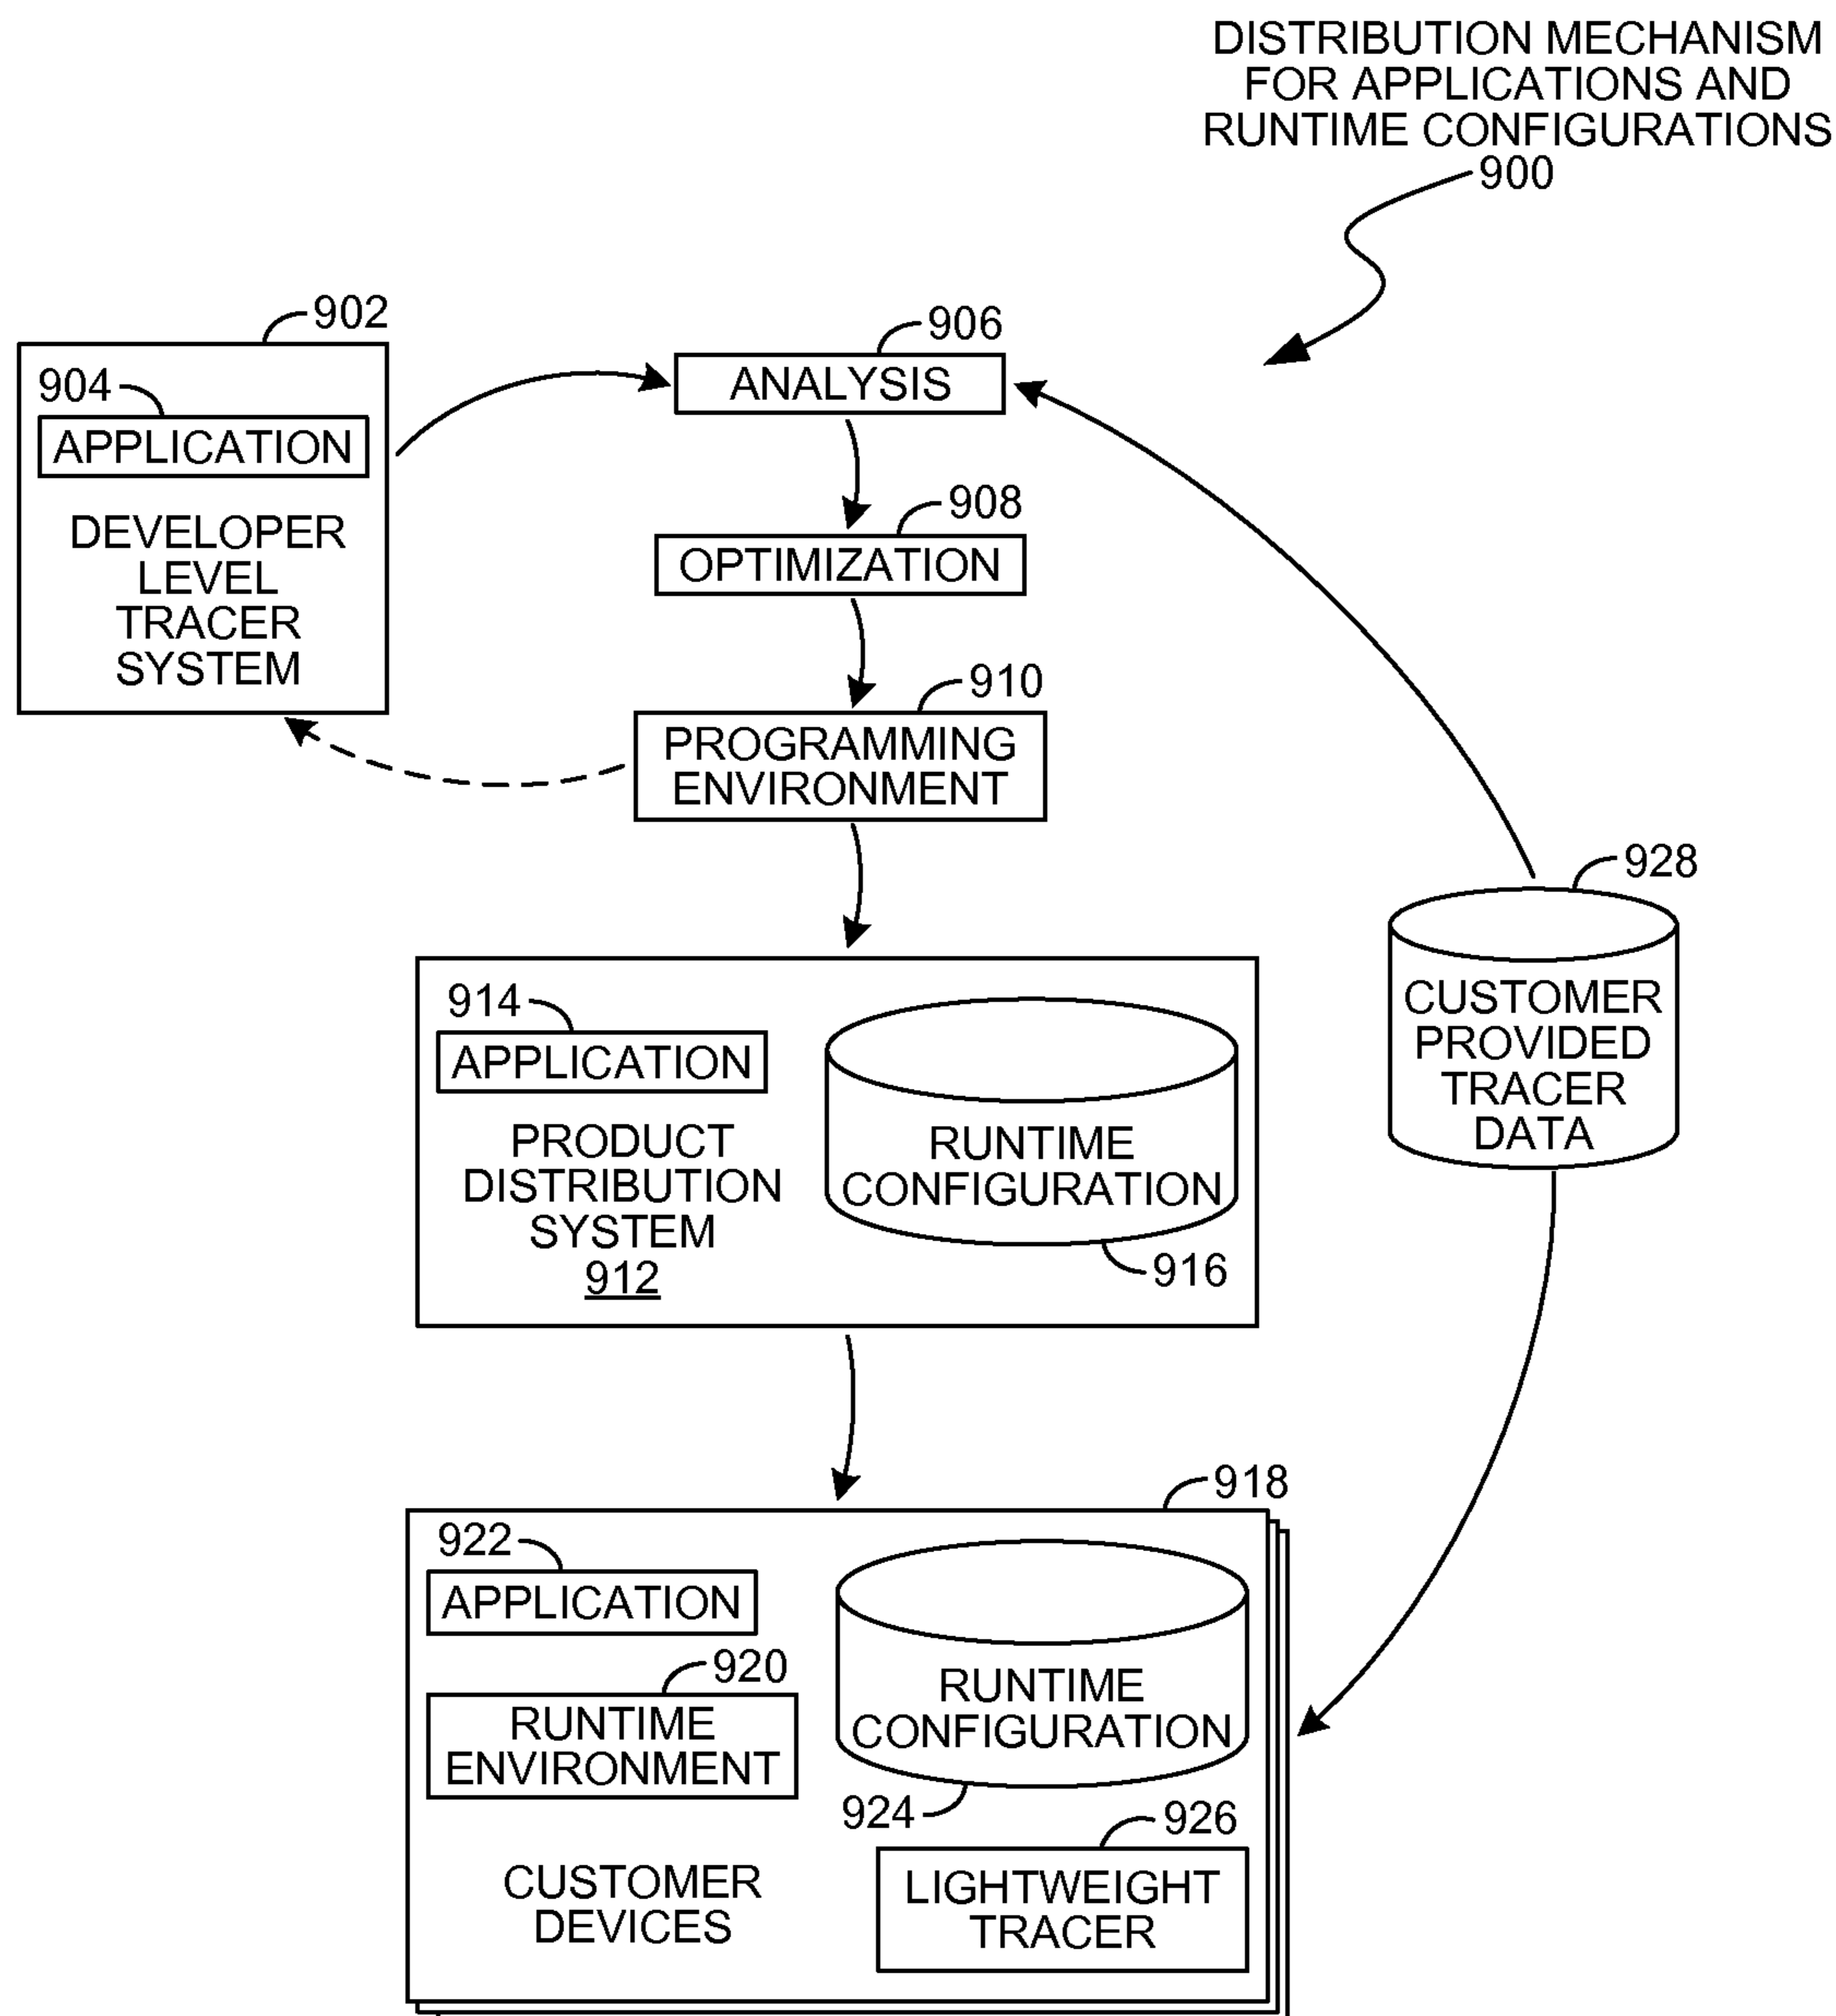 DISTRIBUTION MECHANISM
FOR APPLICATIONS AND
RUNTIME CONFIGURATIONS
900
902
904
APPLICATION
DEVELOPER
LEVEL
TRACER
SYSTEM
906
ANALYSIS
908
OPTIMIZATION
910
PROGRAMMING
ENVIRONMENT
928
CUSTOMER
PROVIDED
TRACER
DATA
914
APPLICATION
PRODUCT
DISTRIBUTION
SYSTEM
912
RUNTIME
CONFIGURATION
916
918
922
APPLICATION
920
RUNTIME
ENVIRONMENT
RUNTIME
CONFIGURATION
924
926
LIGHTWEIGHT
TRACER
CUSTOMER
DEVICES